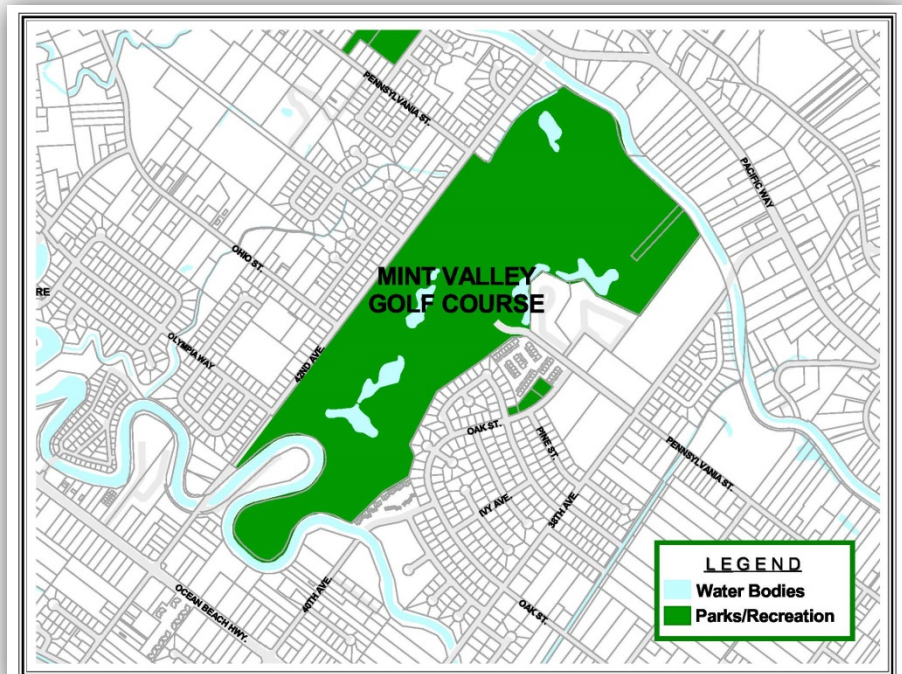 PENNSYLVANIA ST.
PACIFIC WAY
OHIO ST.
MINT VALLEY
GOLF COURSE
RE
OLYMPIA WAY
42ND AVE.
OAK ST.
PINE ST.
PENNSYLVANIA ST.
IVY AVE.
38TH AVE.
OCEAN BEACH HWY.
40TH AVE.
OAK ST.
LEGEND
Water Bodies
Parks/Recreation